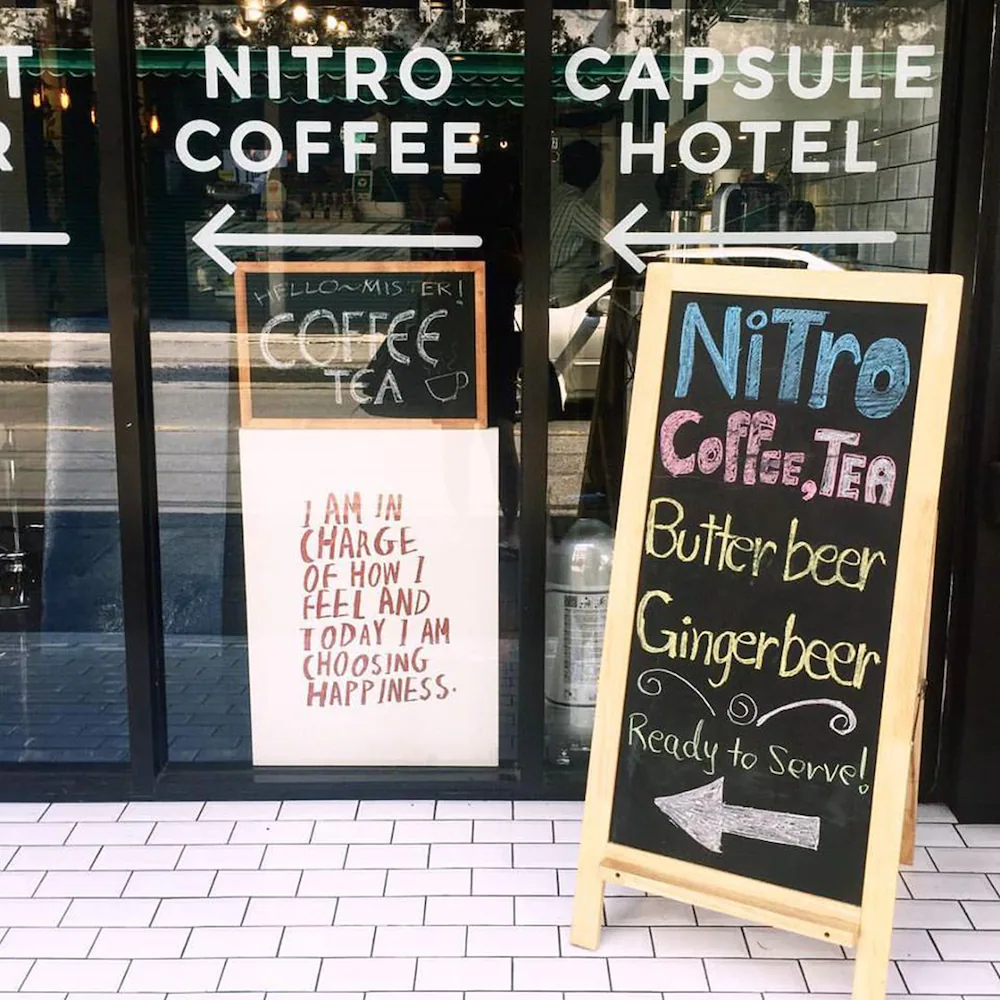 T
R
NITRO
COFFEE
CAPSULE
HOTEL
HELLO~MISTER!
COFFEE
TEA
I AM IN
CHARGE
OF HOW I
FEEL AND
TODAY I AM
CHOOSING
HAPPINESS.
NiTro
COFFEE, TEA
Butter beer
Gingerbeer
Ready to Serve!